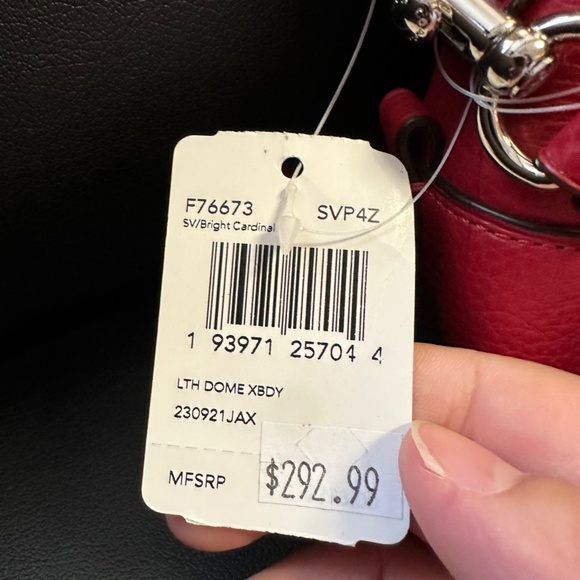 F76673 SVP4Z
SV/Bright Cardinal
1 93971 25704 4
LTH DOME XBDY
230921JAX
MFSRP $292.99